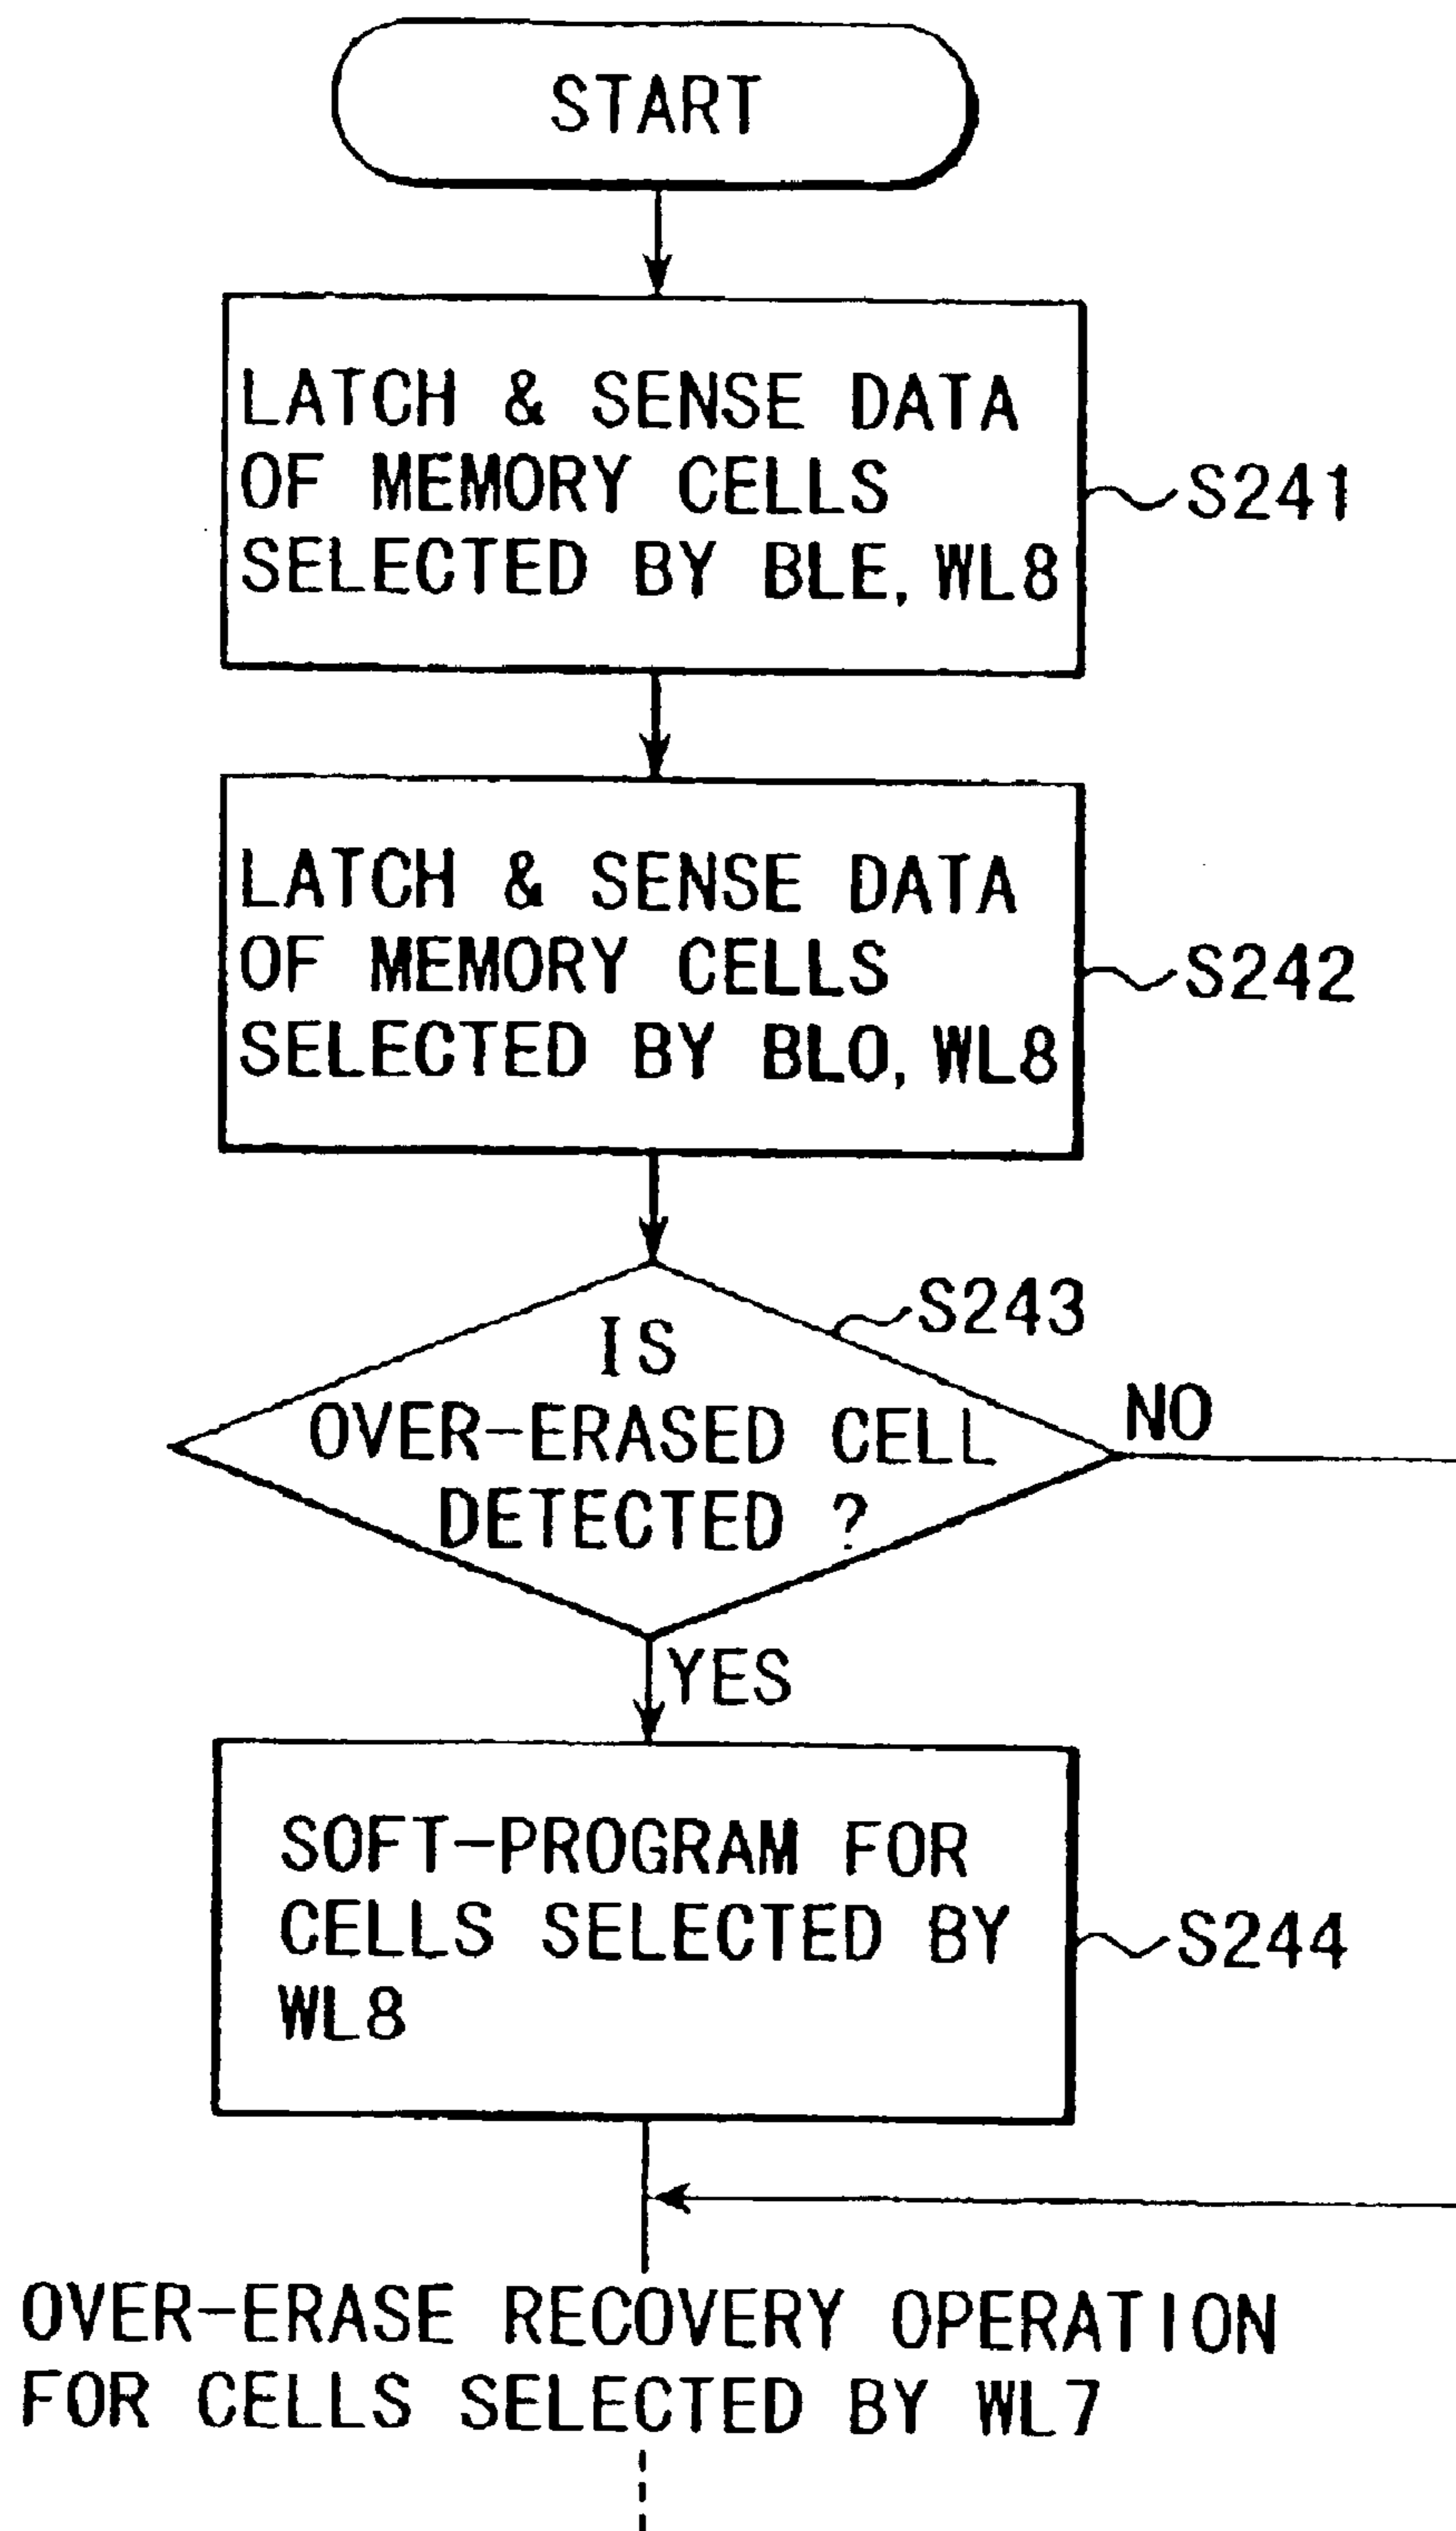 START
LATCH & SENSE DATA
OF MEMORY CELLS
SELECTED BY BLE, WL8
S241
LATCH & SENSE DATA
OF MEMORY CELLS
SELECTED BY BLO, WL8
S242
S243
IS
OVER-ERASED CELL
DETECTED ?
NO
YES
SOFT-PROGRAM FOR
CELLS SELECTED BY
WL8
S244
OVER-ERASE RECOVERY OPERATION
FOR CELLS SELECTED BY WL7